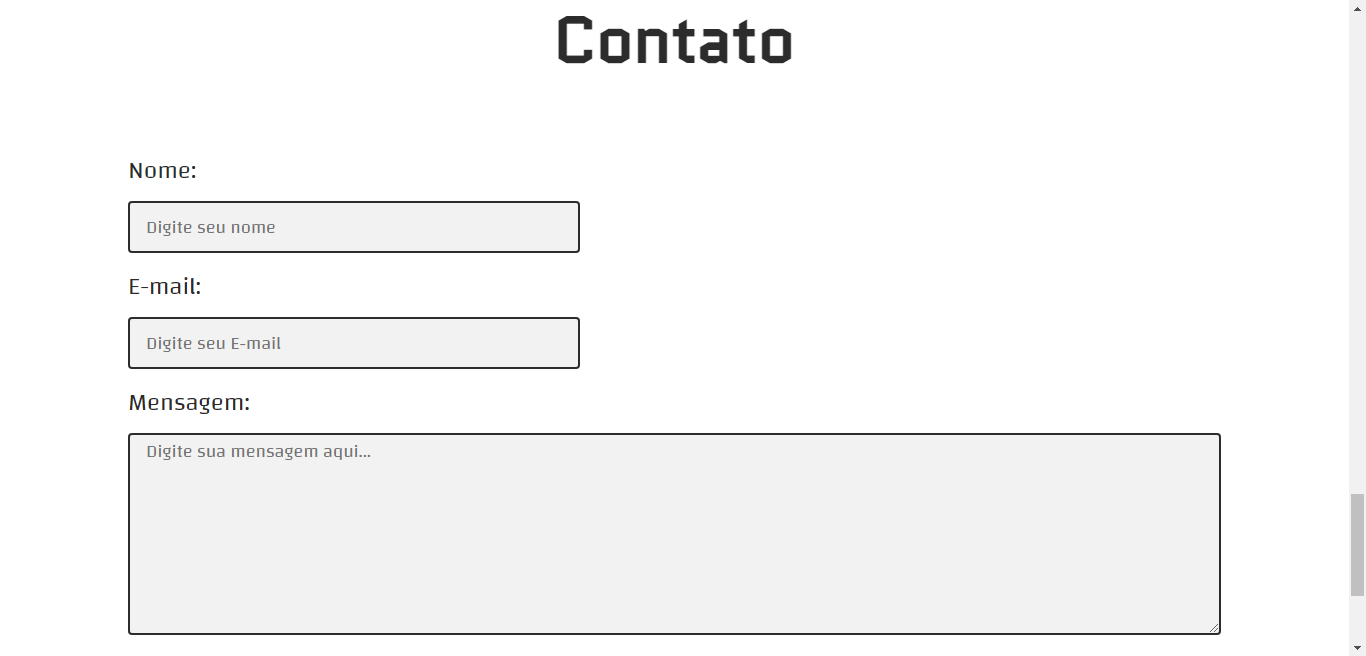 Contato
Nome:
Digite seu nome
E-mail:
Digite seu E-mail
Mensagem:
Digite sua mensagem aqui...